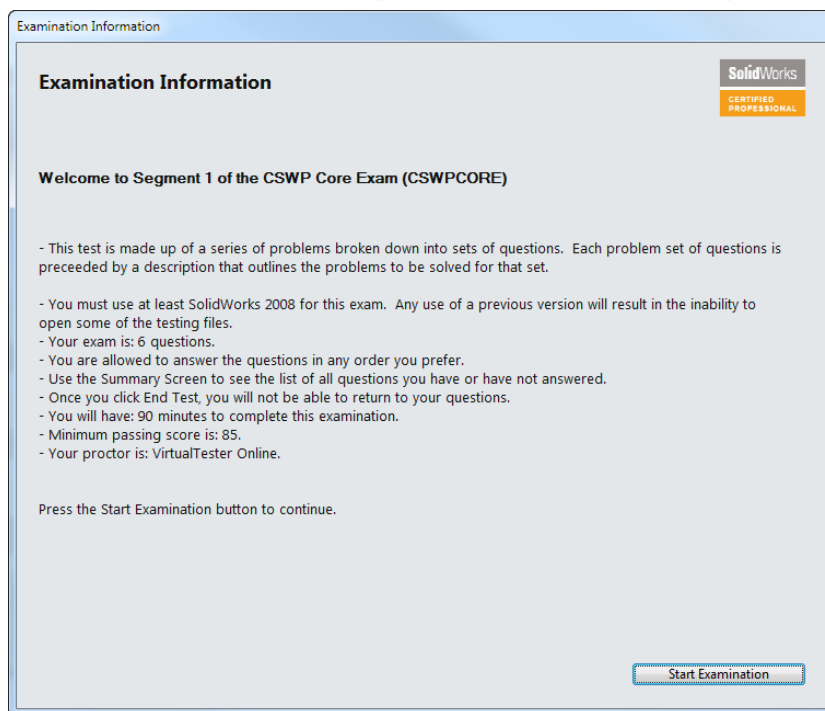 Examination Information
Examination Information
SolidWorks
CERTIFIED
PROFESSIONAL
Welcome to Segment 1 of the CSWP Core Exam (CSWPCORE)
- This test is made up of a series of problems broken down into sets of questions.  Each problem set of questions is
preceeded by a description that outlines the problems to be solved for that set.
- You must use at least SolidWorks 2008 for this exam.  Any use of a previous version will result in the inability to
open some of the testing files.
- Your exam is: 6 questions.
- You are allowed to answer the questions in any order you prefer.
- Use the Summary Screen to see the list of all questions you have or have not answered.
- Once you click End Test, you will not be able to return to your questions.
- You will have: 90 minutes to complete this examination.
- Minimum passing score is: 85.
- Your proctor is: VirtualTester Online.
Press the Start Examination button to continue.
Start Examination